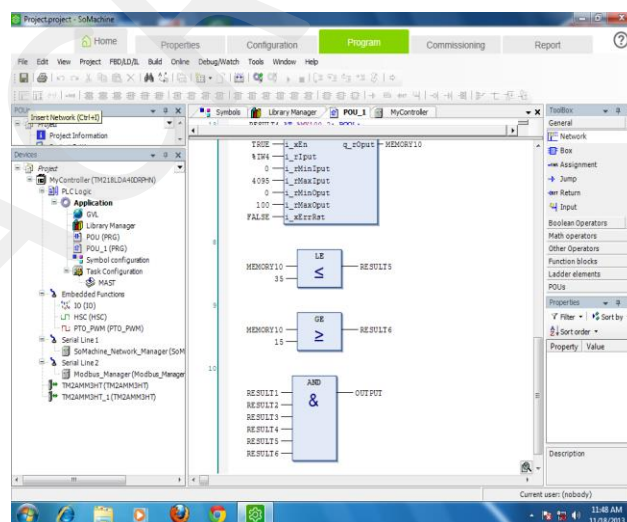 Project.project - SoMachine
Home
Properties
Configuration
Program
Commissioning
Report
File Edit View Project FBD/LD/IL Build Online Debug/Watch Tools Window Help
Insert Network (Ctrl+I)
Project Information
Devices
Project
MyController (TM218LDA40DRPHN)
PLC Logic
Application
GVL
Library Manager
POU (PRG)
POU_1 (PRG)
Symbol configuration
Task Configuration
MAST
Embedded Functions
IO (IO)
HSC (HSC)
PTO_PWM (PTO_PWM)
Serial Line 1
SoMachine_Network_Manager (SoM
Serial Line 2
Modbus_Manager (Modbus_Manager
TM2AMM3HT (TM2AMM3HT)
TM2AMM3HT_1 (TM2AMM3HT)
Symbols
Library Manager
POU_1
MyController
TRUE i_xEn q_rOput MEMORY10
%IW4 i_rIput
0 i_rMinIput
4095 i_rMaxIput
0 i_rMinOput
100 i_rMaxOput
FALSE i_xErrRst
8
LE
MEMORY10 ≤ RESULT5
35
9
GE
MEMORY10 ≥ RESULT6
15
10
AND
RESULT1 & OUTPUT
RESULT2
RESULT3
RESULT4
RESULT5
RESULT6
ToolBox
General
Network
Box
Assignment
Jump
Return
Input
Boolean Operators
Math operators
Other Operators
Function blocks
Ladder elements
POUs
Properties
Filter
Sort by
Sort order
Property Value
Description
Current user: (nobody)
11:48 AM
11/18/2013